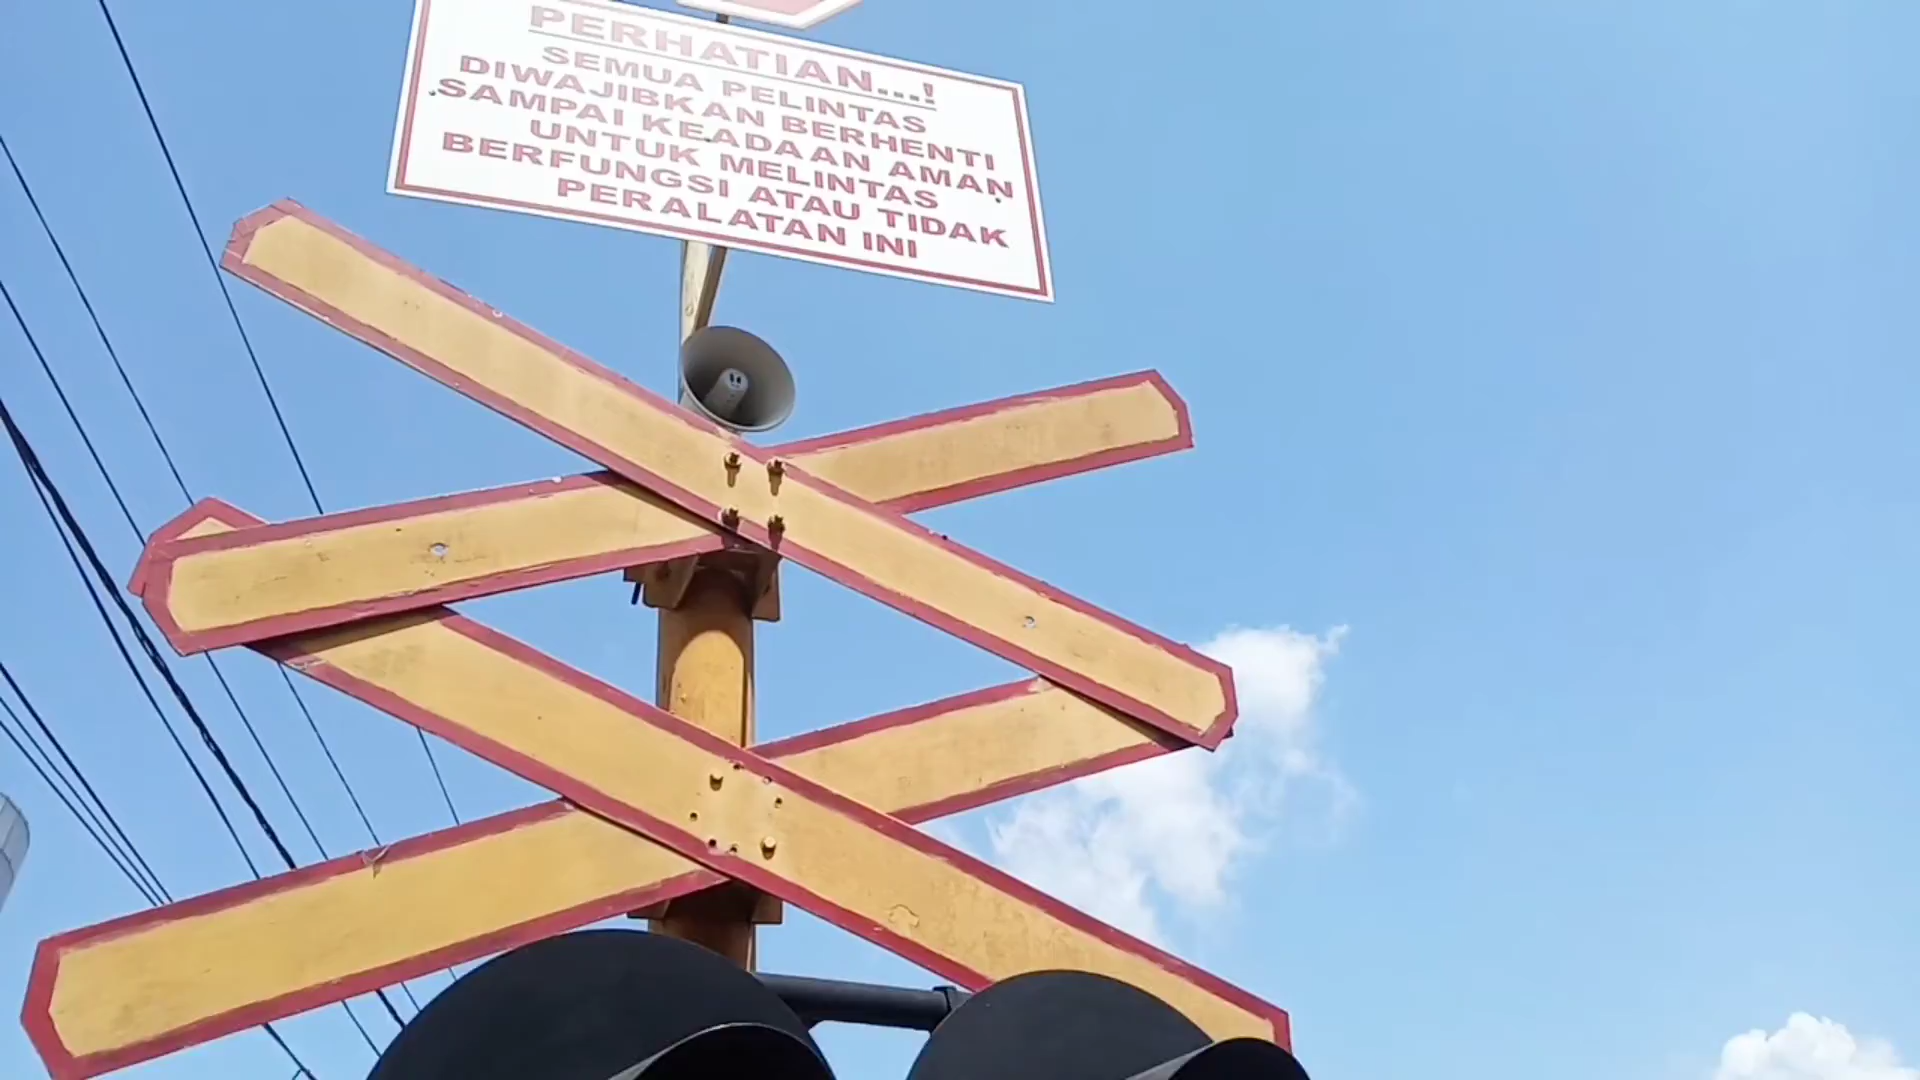 PERHATIAN...!
SEMUA PELINTAS
DIWAJIBKAN BERHENTI
SAMPAI KEADAAN AMAN
UNTUK MELINTAS
BERFUNGSI ATAU TIDAK
PERALATAN INI